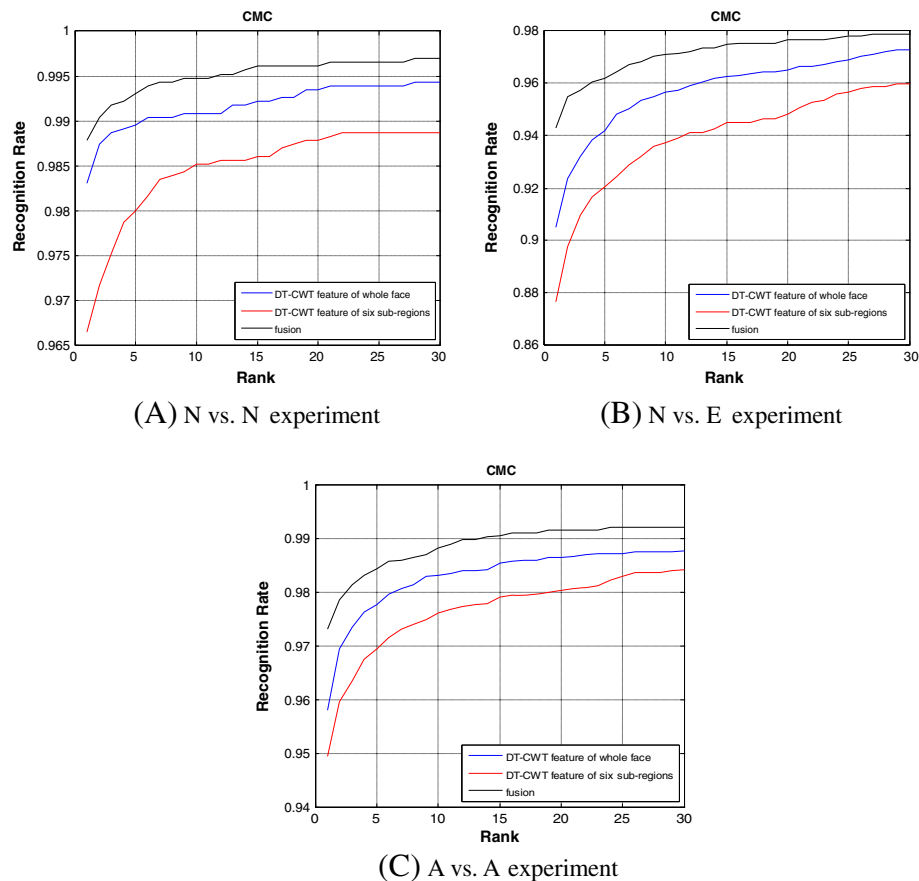 CMC
1
0.995
0.99
0.985
0.98
0.975
0.97
0.965
Recognition Rate
DT-CWT feature of whole face
DT-CWT feature of six sub-regions
fusion
0 5 10 15 20 25 30
Rank
(A) N vs. N experiment
CMC
0.98
0.96
0.94
0.92
0.9
0.88
0.86
Recognition Rate
DT-CWT feature of whole face
DT-CWT feature of six sub-regions
fusion
0 5 10 15 20 25 30
Rank
(B) N vs. E experiment
CMC
1
0.99
0.98
0.97
0.96
0.95
0.94
Recognition Rate
DT-CWT feature of whole face
DT-CWT feature of six sub-regions
fusion
0 5 10 15 20 25 30
Rank
(C) A vs. A experiment